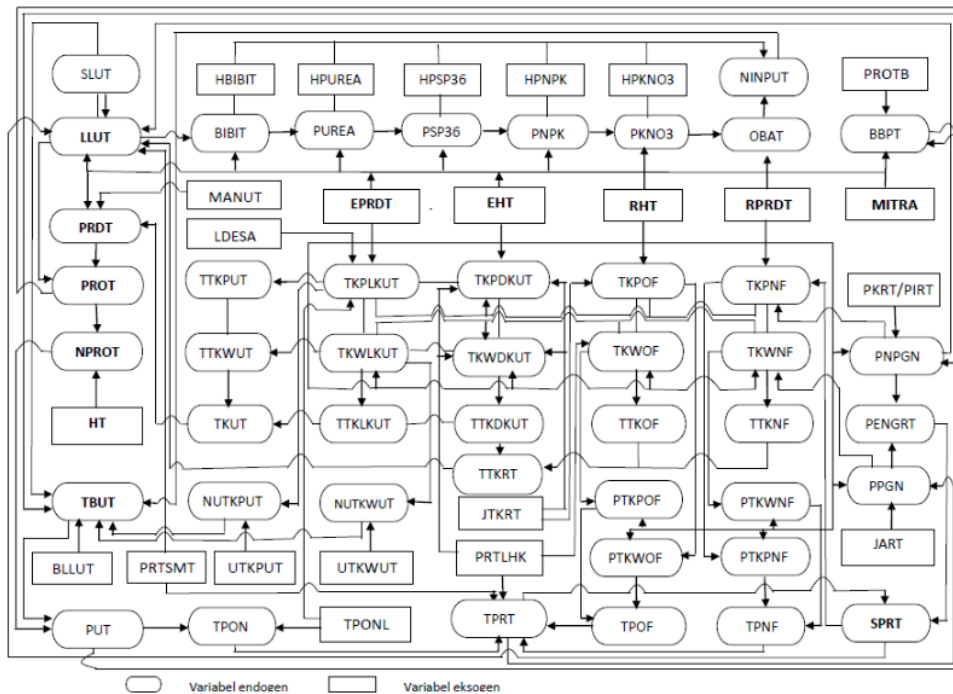 SLUT
HBIBIT HPUREA HPSP36 HPNPK HPKNO3 NINPUT PROTB
LLUT BIBIT PUREA PSP36 PNPK PKNO3 OBAT BBPT
MANUT EPRDT EHT RHT RPRDT MITRA
PRDT
LDESA
PROT TTKPUT TKPLKUT TKPDKUT TKPOF TKPNF PKRT/PIRT
NPROT TTKWUT TKWLKUT TKWDKUT TKWOF TKWNF PNPGN
HT TKUT TTKLKUT TTKDKUT TTKOF TTKNF PENGRT
TTKRT
TBUT NUTKPUT NUTKWUT JTKRT PTKPOF PTKWNF PPGN
BLLUT PRTSMT UTKPUT UTKWUT PRTLHK PTKWOF PTKPNF JART
PUT TPON TPONL TPRT TPOF TPNF SPRT
Variabel endogen Variabel eksogen